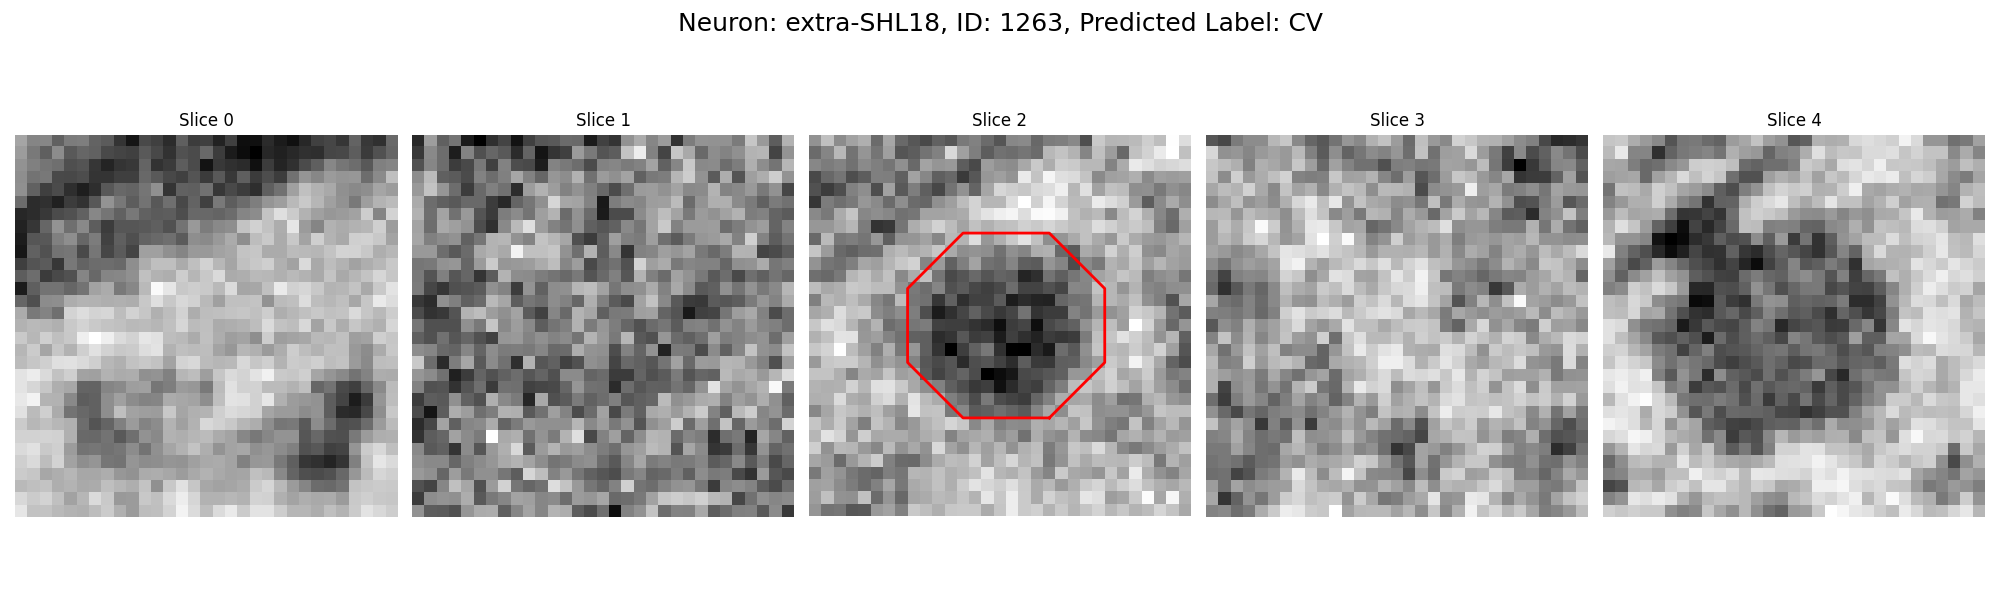 Neuron: extra-SHL18, ID: 1263, Predicted Label: CV
Slice 0
Slice 1
Slice 2
Slice 3
Slice 4